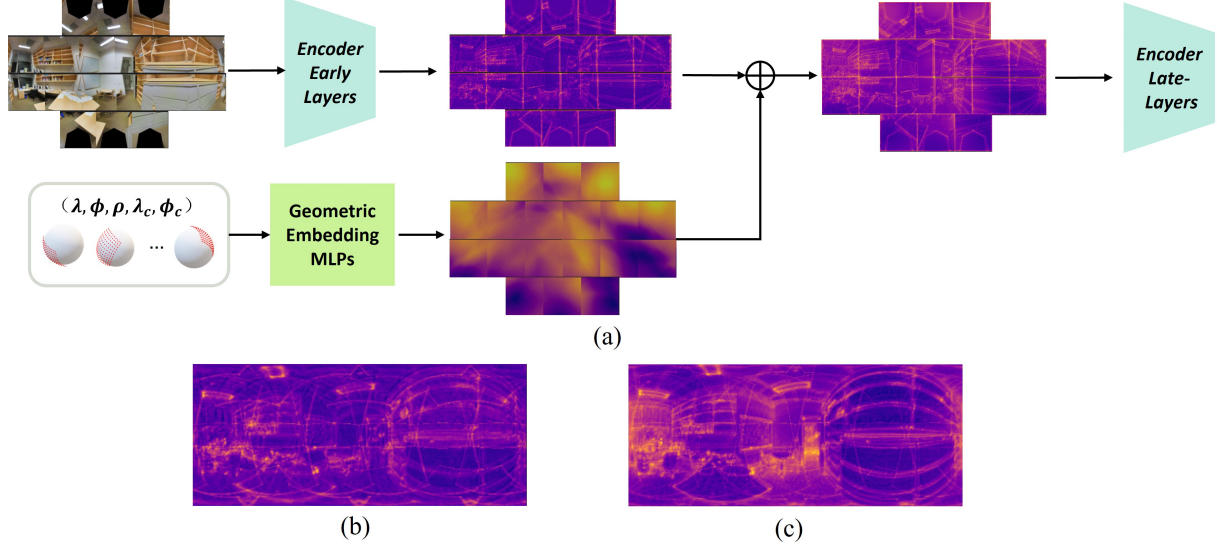 Encoder
Early
Layers
Encoder
Late-
Layers
(λ, ϕ, ρ, λc, ϕc)
...
Geometric
Embedding
MLPs
(a)
(b)
(c)